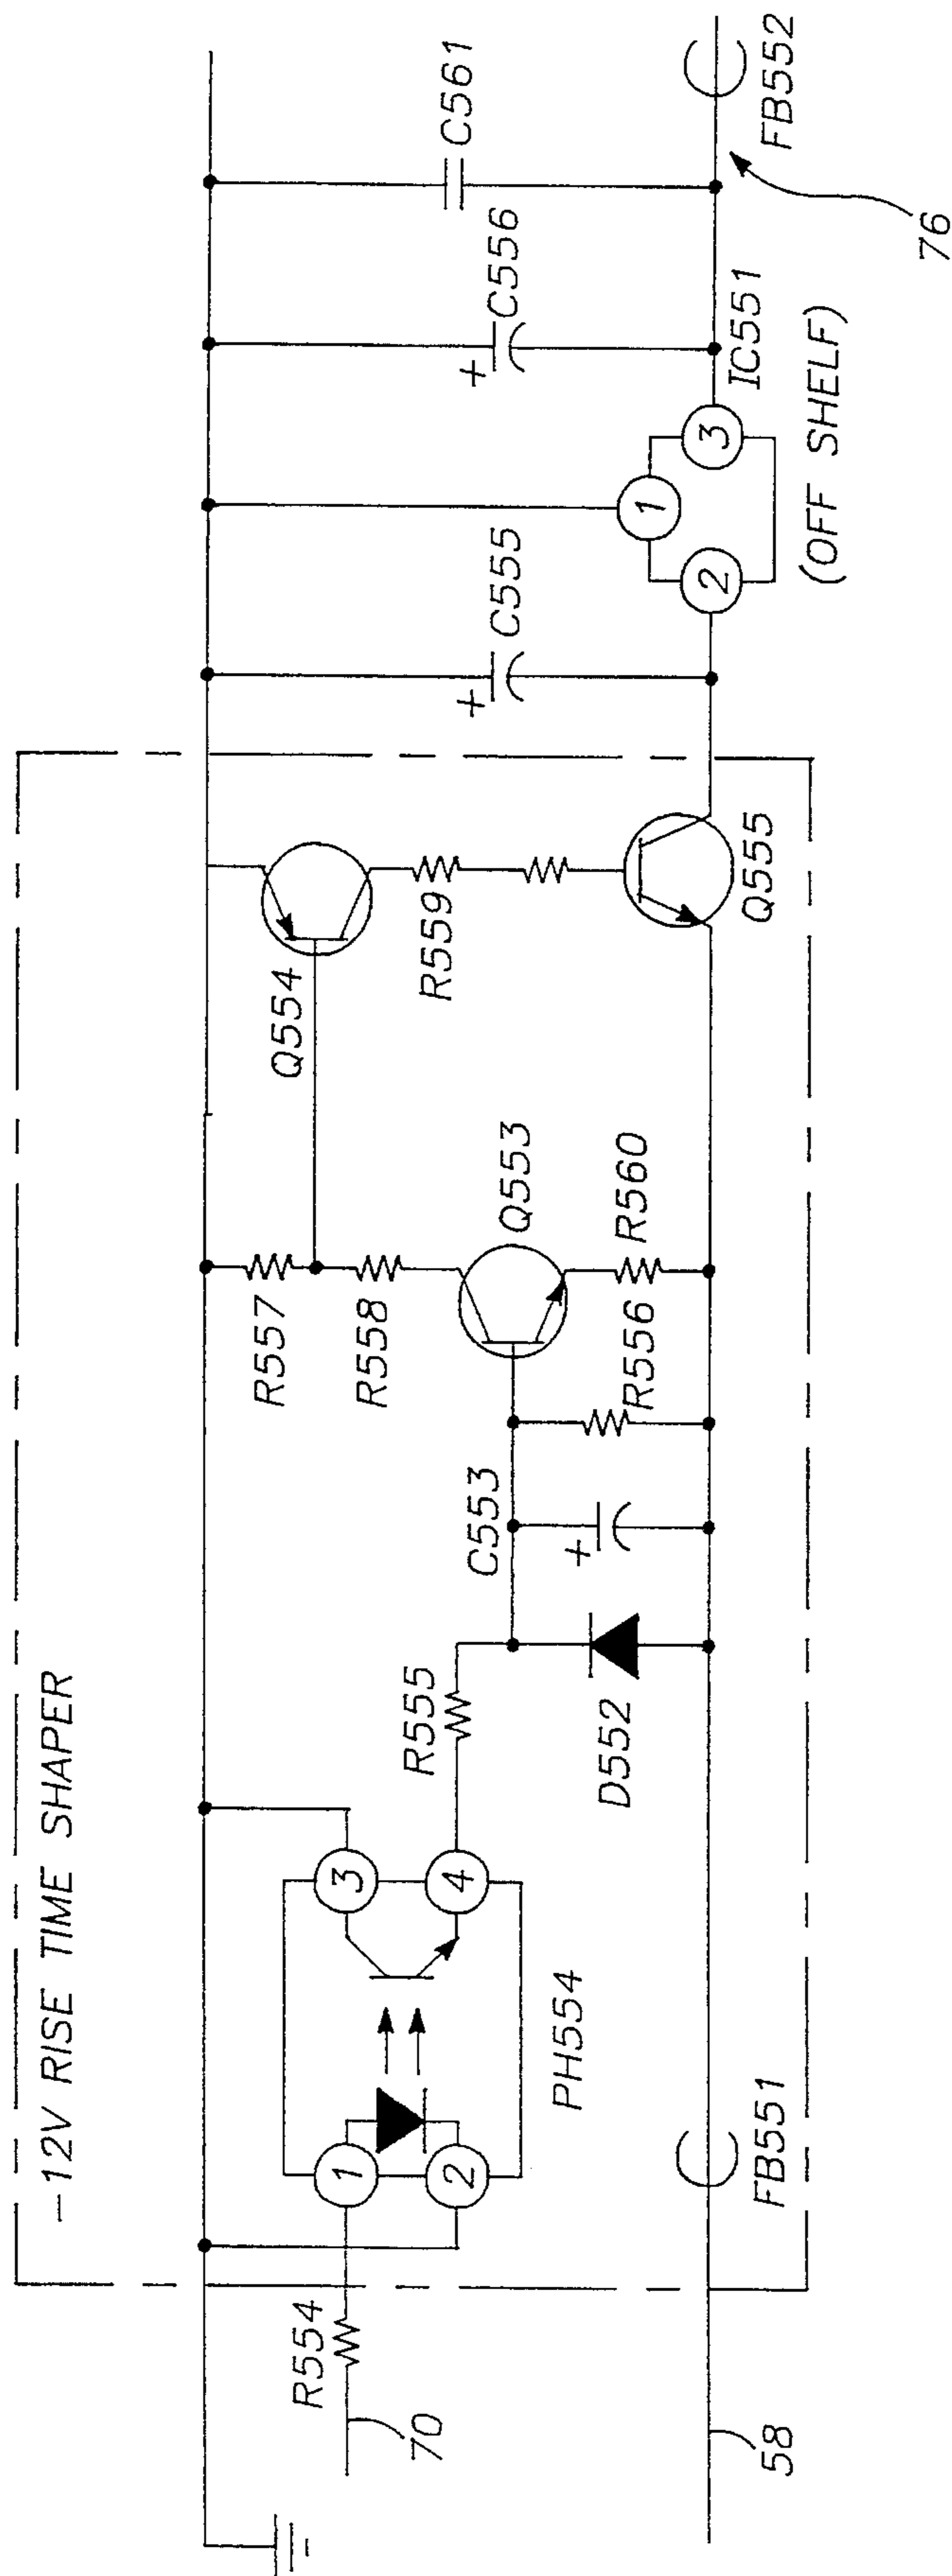 -12V RISE TIME SHAPER
R554
70
58
1
2
3
4
PH554
FB551
R555
D552
C553
R556
R557
R558
Q553
R560
Q554
R559
Q555
C555
1
2
3
IC551
(OFF SHELF)
C556
C561
76
FB552